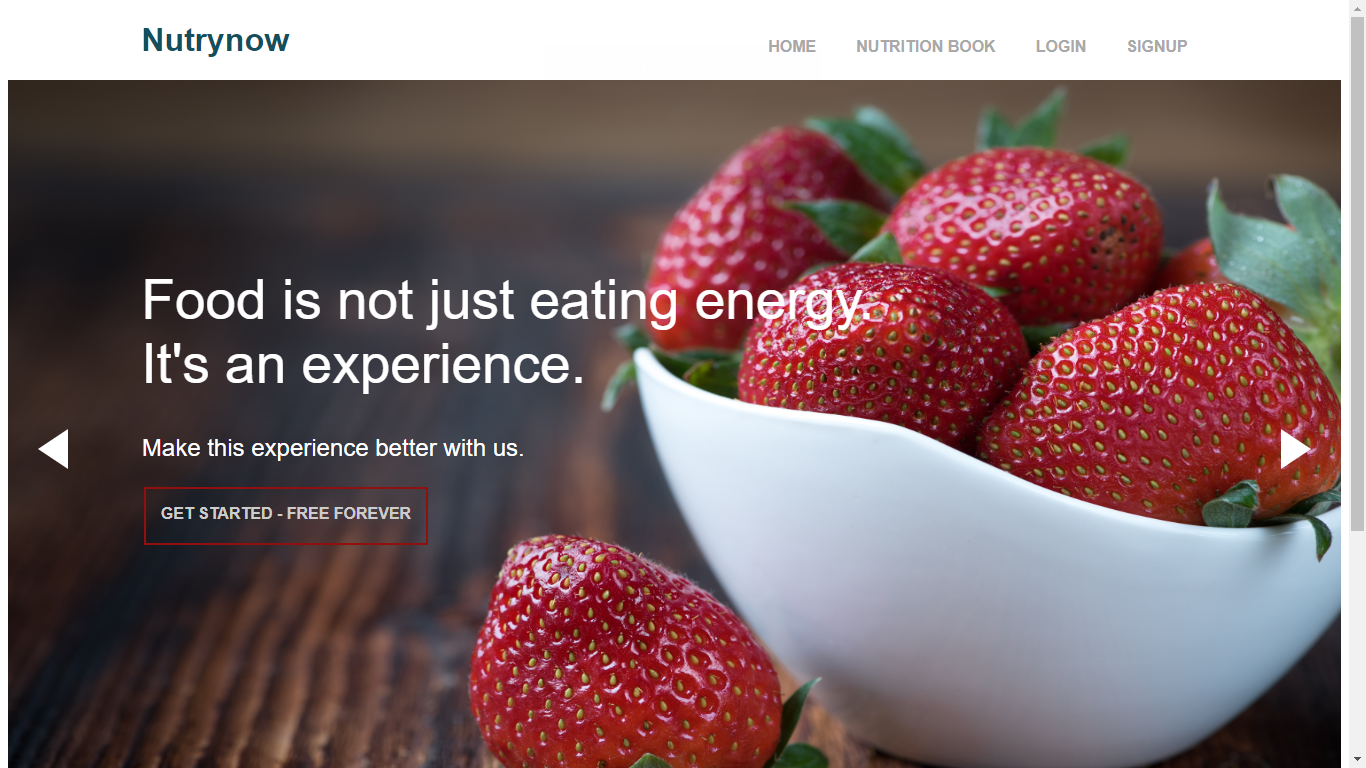 Nutrynow
HOME NUTRITION BOOK LOGIN SIGNUP
Food is not just eating energy.
It's an experience.
Make this experience better with us.
GET STARTED - FREE FOREVER